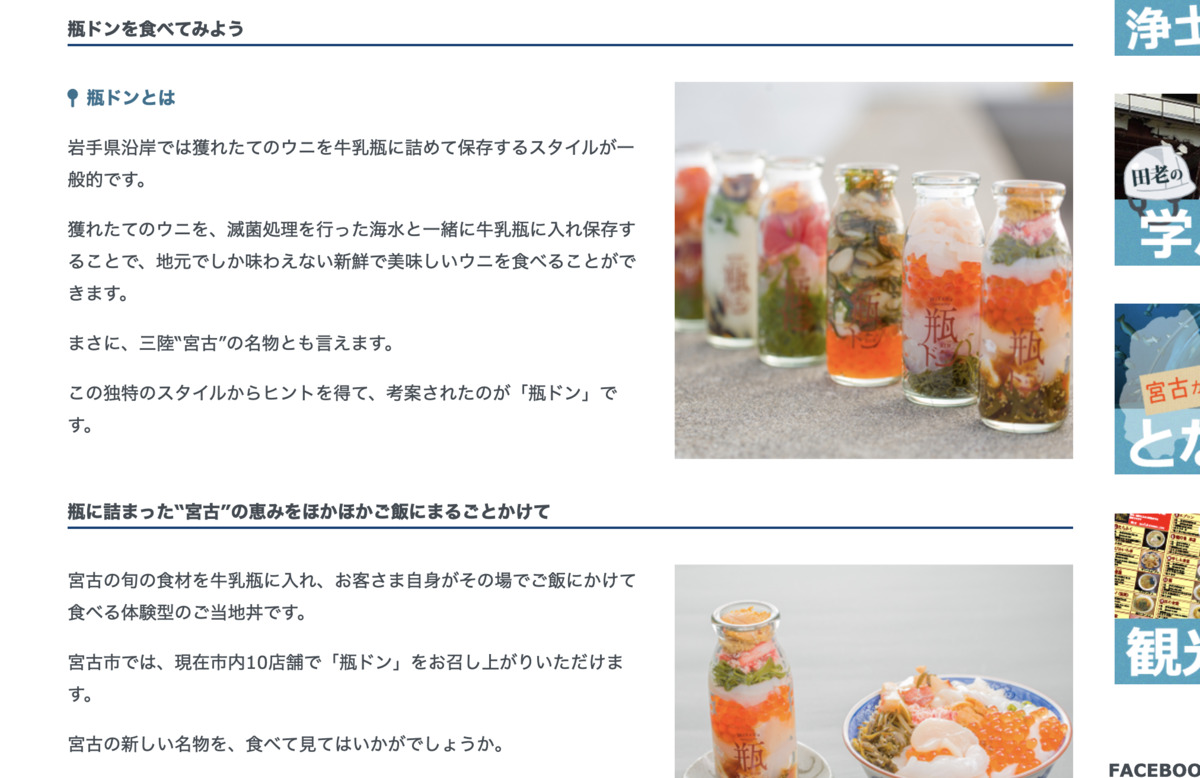 瓶ドンを食べてみよう
瓶ドンとは
岩手県沿岸では獲れたてのウニを牛乳瓶に詰めて保存するスタイルが一
般的です。
獲れたてのウニを、滅菌処理を行った海水と一緒に牛乳瓶に入れ保存す
ることで、地元でしか味わえない新鮮で美味しいウニを食べることがで
きます。
まさに、三陸“宮古”の名物とも言えます。
この独特のスタイルからヒントを得て、考案されたのが「瓶ドン」で
す。
瓶ドン
瓶ドン
瓶に詰まった“宮古”の恵みをほかほかご飯にまるごとかけて
宮古の旬の食材を牛乳瓶に入れ、お客さま自身がその場でご飯にかけて
食べる体験型のご当地丼です。
宮古市では、現在市内10店舗で「瓶ドン」をお召し上がりいただけま
す。
宮古の新しい名物を、食べて見てはいかがでしょうか。
瓶
浄土
田老の
学
宮古か
とな
観光
FACEBOO